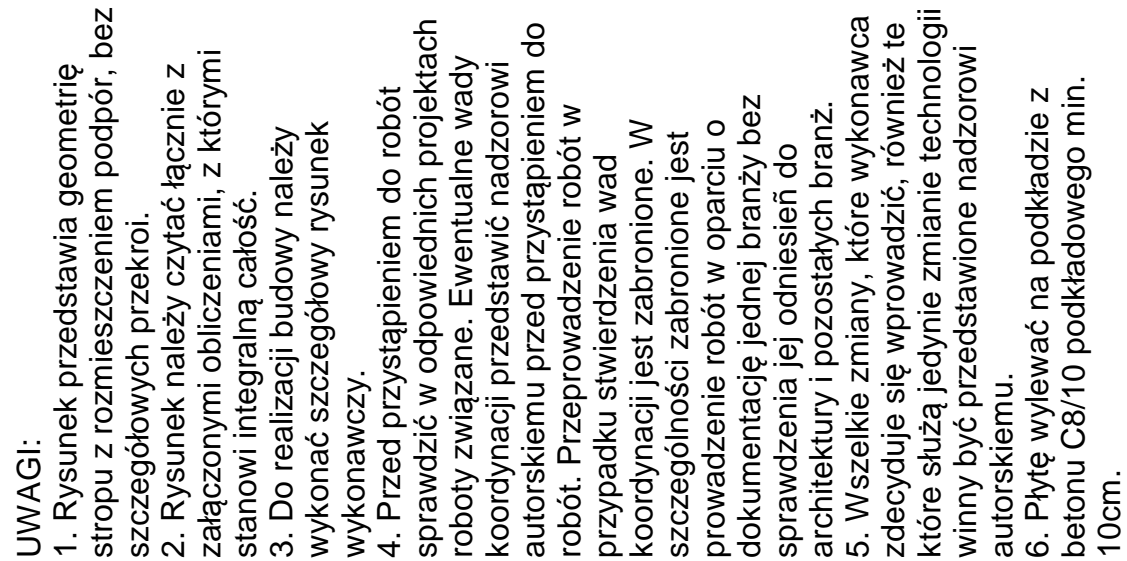 UWAGI:
1. Rysunek przedstawia geometrię
stropu z rozmieszczeniem podpór, bez
szczegółowych przekroi.
2. Rysunek należy czytać łącznie z
załączonymi obliczeniami, z którymi
stanowi integralną całość.
3. Do realizacji budowy należy
wykonać szczegółowy rysunek
wykonawczy.
4. Przed przystąpieniem do robót
sprawdzić w odpowiednich projektach
roboty związane. Ewentualne wady
koordynacji przedstawić nadzorowi
autorskiemu przed przystąpieniem do
robót. Przeprowadzenie robót w
przypadku stwierdzenia wad
koordynacji jest zabronione. W
szczególności zabronione jest
prowadzenie robót w oparciu o
dokumentację jednej branży bez
sprawdzenia jej odniesieñ do
architektury i pozostałych branż.
5. Wszelkie zmiany, które wykonawca
zdecyduje się wprowadzić, również te
które służą jedynie zmianie technologii
winny być przedstawione nadzorowi
autorskiemu.
6. Płytę wylewać na podkładzie z
betonu C8/10 podkładowego min.
10cm.